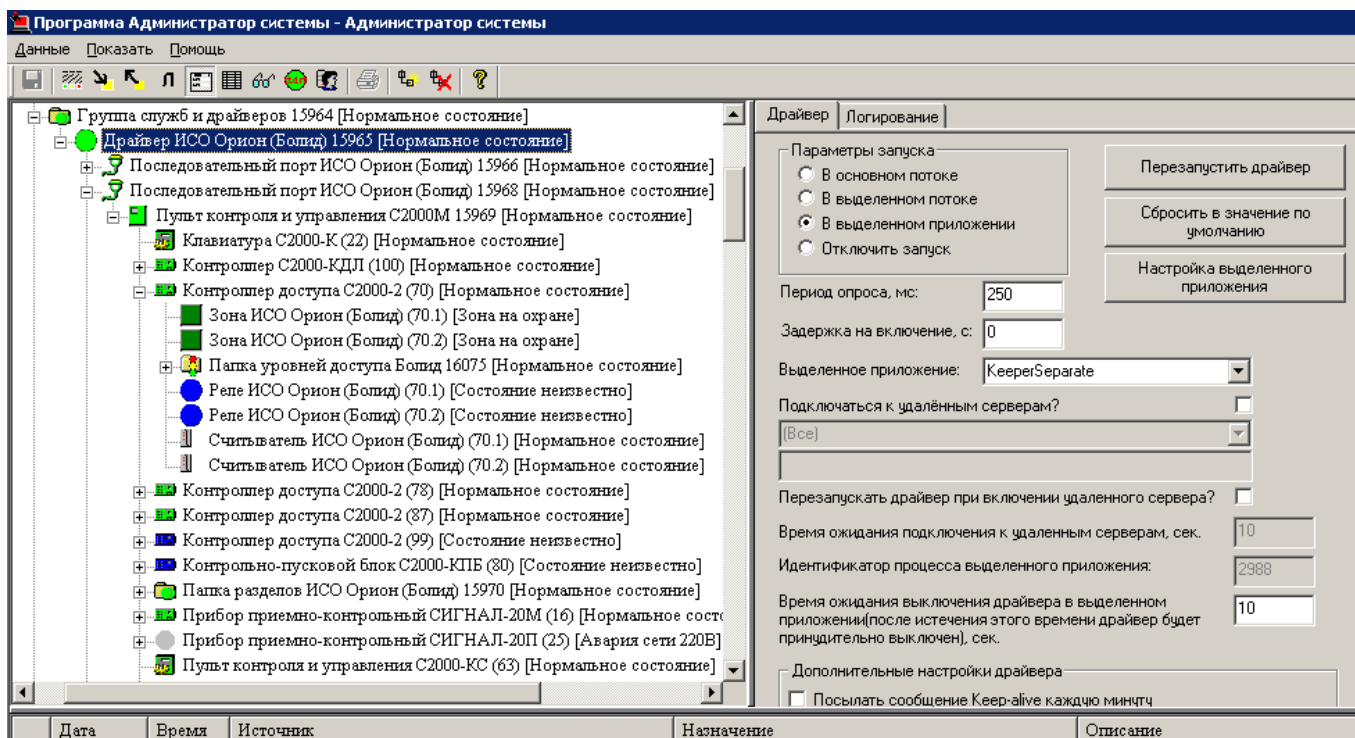 Программа Администратор системы - Администратор системы
Данные Показать Помощь
Группа служб и драйверов 15964 [Нормальное состояние]
Драйвер ИСО Орион (Болид) 15965 [Нормальное состояние]
Последовательный порт ИСО Орион (Болид) 15966 [Нормальное состояние]
Последовательный порт ИСО Орион (Болид) 15968 [Нормальное состояние]
Пульт контроля и управления С2000М 15969 [Нормальное состояние]
Клавиатура С2000-К (22) [Нормальное состояние]
Контроллер С2000-КДЛ (100) [Нормальное состояние]
Контроллер доступа С2000-2 (70) [Нормальное состояние]
Зона ИСО Орион (Болид) (70.1) [Зона на охране]
Зона ИСО Орион (Болид) (70.2) [Зона на охране]
Папка уровней доступа Болид 16075 [Нормальное состояние]
Реле ИСО Орион (Болид) (70.1) [Состояние неизвестно]
Реле ИСО Орион (Болид) (70.2) [Состояние неизвестно]
Считыватель ИСО Орион (Болид) (70.1) [Нормальное состояние]
Считыватель ИСО Орион (Болид) (70.2) [Нормальное состояние]
Контроллер доступа С2000-2 (78) [Нормальное состояние]
Контроллер доступа С2000-2 (87) [Нормальное состояние]
Контроллер доступа С2000-2 (99) [Состояние неизвестно]
Контрольно-пусковой блок С2000-КПБ (80) [Состояние неизвестно]
Папка разделов ИСО Орион (Болид) 15970 [Нормальное состояние]
Прибор приемно-контрольный СИГНАЛ-20М (16) [Нормальное сост
Прибор приемно-контрольный СИГНАЛ-20П (25) [Авария сети 220В]
Пульт контроля и управления С2000-КС (63) [Нормальное состояние]
Драйвер Логирование
Параметры запуска
В основном потоке
В выделенном потоке
В выделенном приложении
Отключить запуск
Перезапустить драйвер
Сбросить в значение по
умолчанию
Настройка выделенного
приложения
Период опроса, мс: 250
Задержка на включение, с: 0
Выделенное приложение: KeeperSeparate
Подключаться к удалённым серверам?
(Все)
Перезапускать драйвер при включении удаленного сервера?
Время ожидания подключения к удаленным серверам, сек. 10
Идентификатор процесса выделенного приложения: 2988
Время ожидания выключения драйвера в выделенном
приложении(после истечения этого времени драйвер будет
принудительно выключен), сек. 10
Дополнительные настройки драйвера
Посылать сообщение Keep-alive каждую минуту
Дата Время Источник Назначение Описание